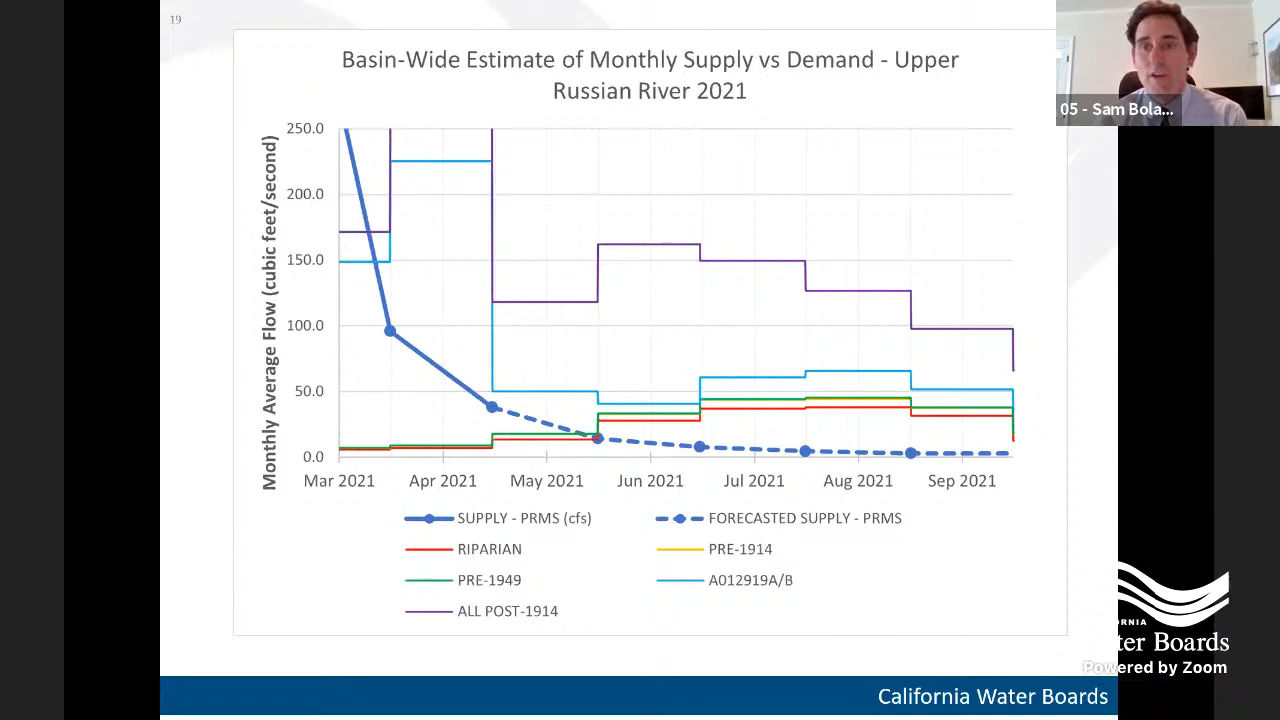 19
05 - Sam Bola...
Basin-Wide Estimate of Monthly Supply vs Demand - Upper
Russian River 2021
Monthly Average Flow (cubic feet/second)
250.0
200.0
150.0
100.0
50.0
0.0
Mar 2021 Apr 2021 May 2021 Jun 2021 Jul 2021 Aug 2021 Sep 2021
SUPPLY - PRMS (cfs) FORECASTED SUPPLY - PRMS
RIPARIAN PRE-1914
PRE-1949 A012919A/B
ALL POST-1914
ORNIA
ter Boards
Powered by Zoom
California Water Boards